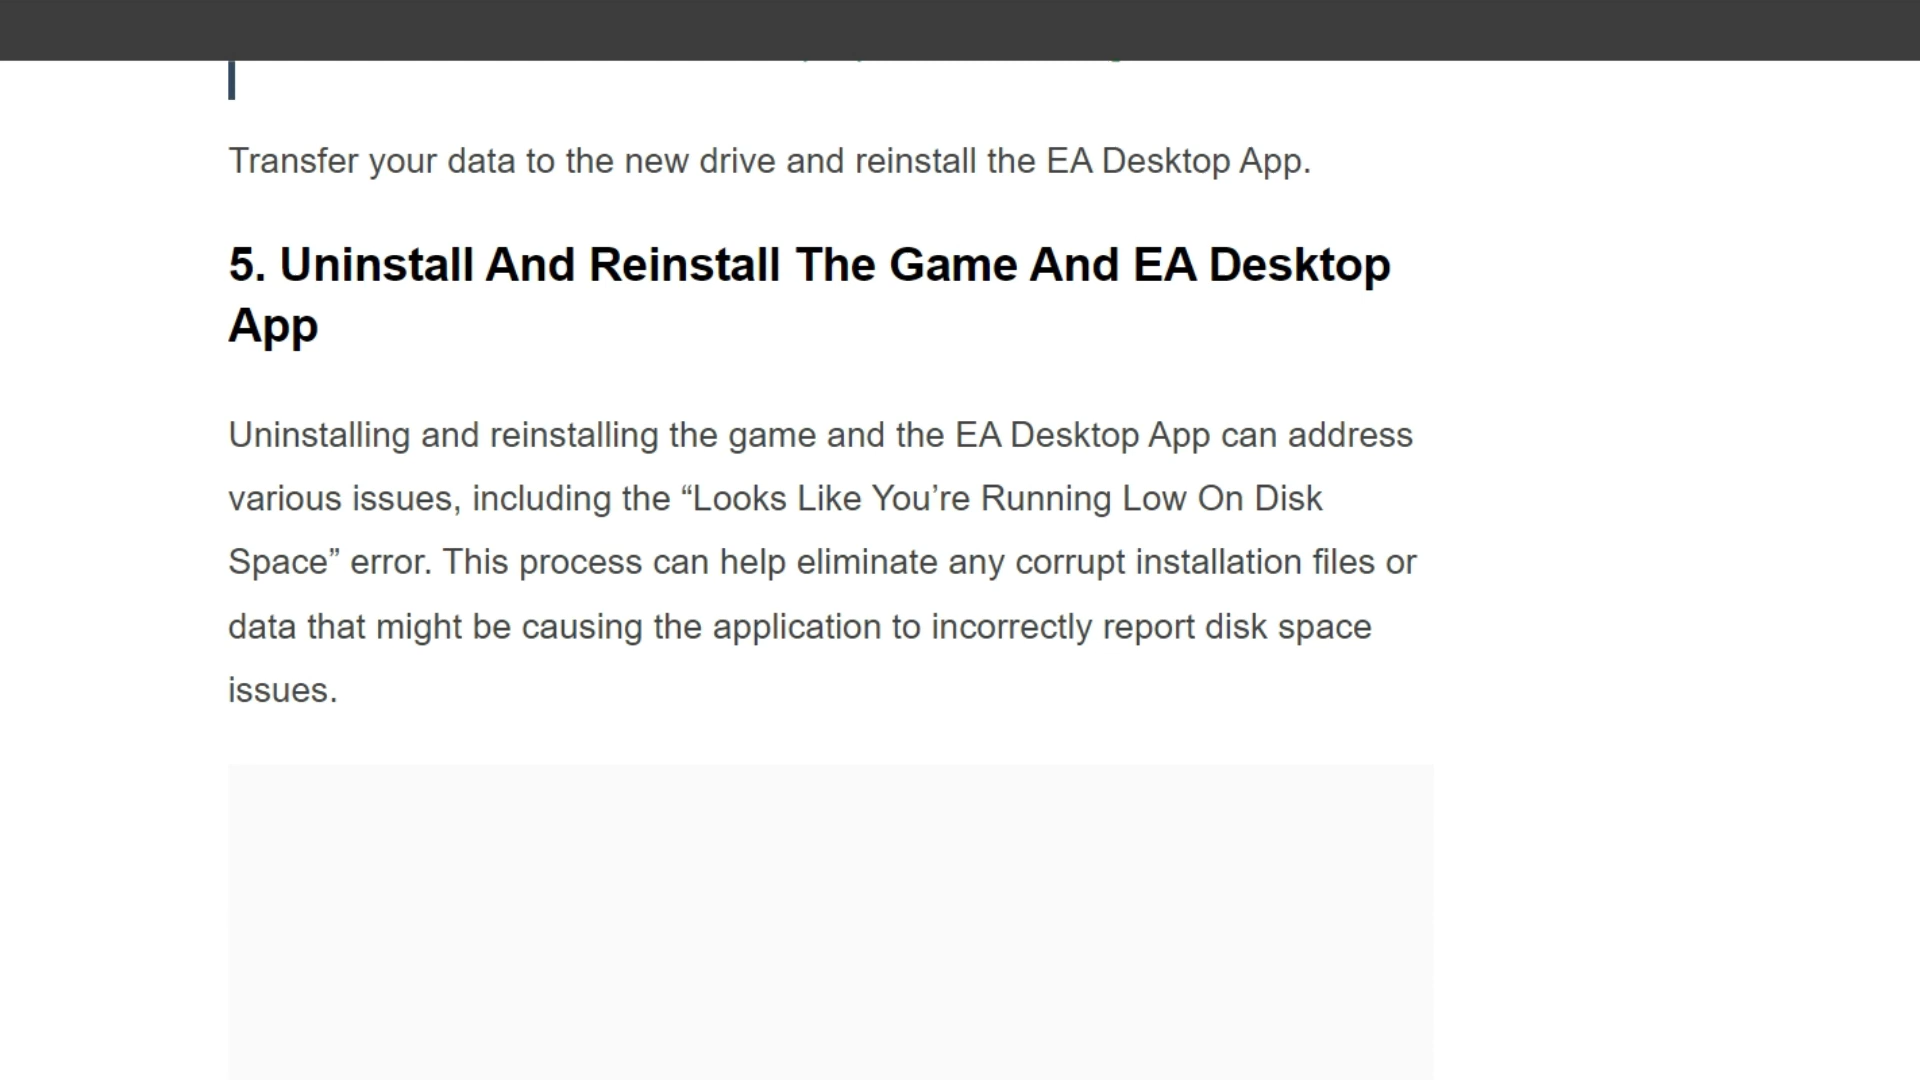 Transfer your data to the new drive and reinstall the EA Desktop App.
5. Uninstall And Reinstall The Game And EA Desktop
App
Uninstalling and reinstalling the game and the EA Desktop App can address
various issues, including the “Looks Like You’re Running Low On Disk
Space” error. This process can help eliminate any corrupt installation files or
data that might be causing the application to incorrectly report disk space
issues.